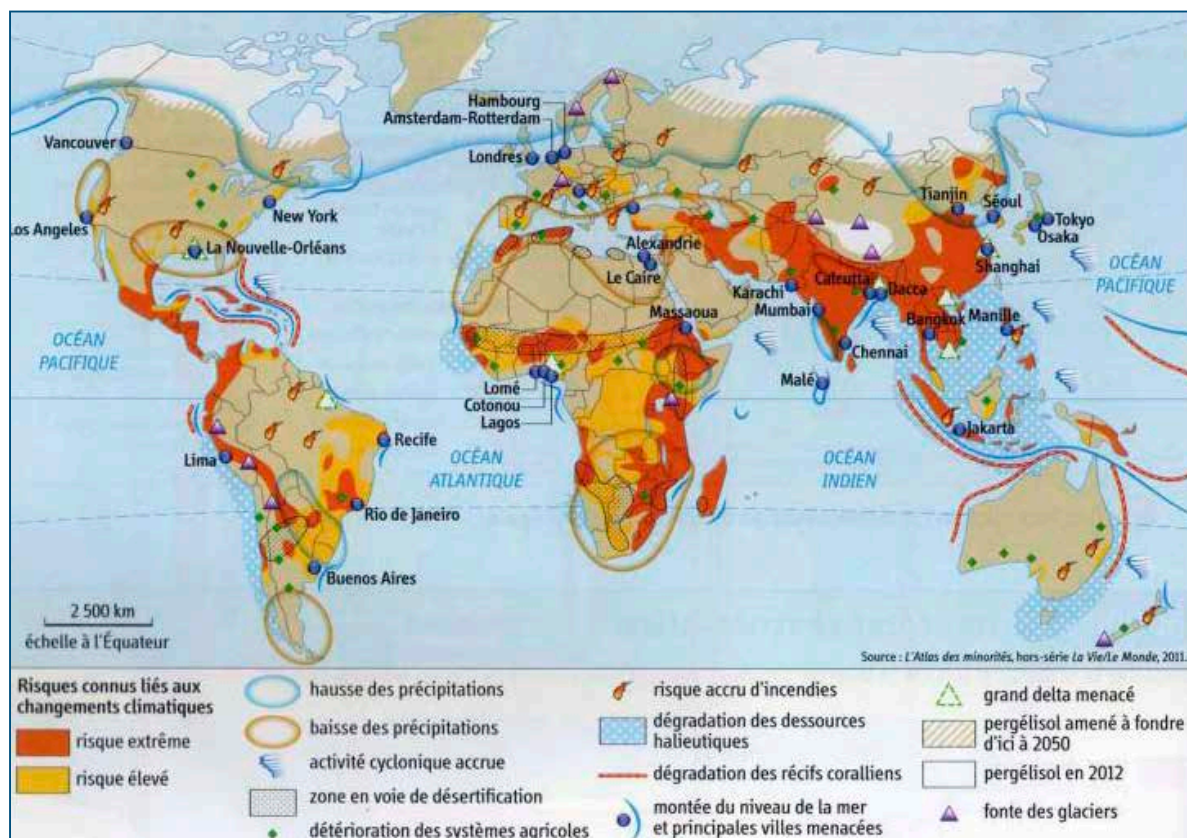 Hambourg
Amsterdam-Rotterdam
Vancouver
Londres
Tianjin
Séoul
New York
Los Angeles
Tokyo
Osaka
La Nouvelle-Orléans
Alexandrie
Le Caire
Shanghai
OCÉAN
PACIFIQUE
Calcutta
Dacca
Karachi
Mumbai
Massaoua
Bangkok
Manille
OCÉAN
PACIFIQUE
Chennai
Malé
Lomé
Cotonou
Lagos
Recife
Jakarta
Lima
OCÉAN
ATLANTIQUE
OCÉAN
INDIEN
Rio de Janeiro
Buenos Aires
2 500 km
échelle à l'Équateur
Source : L'Atlas des minorités, hors-série La Vie/Le Monde, 2011.
Risques connus liés aux
changements climatiques
risque extrême
risque élevé
hausse des précipitations
baisse des précipitations
activité cyclonique accrue
zone en voie de désertification
détérioration des systèmes agricoles
risque accru d'incendies
dégradation des dessources
halieutiques
dégradation des récifs coralliens
montée du niveau de la mer
et principales villes menacées
grand delta menacé
pergélisol amené à fondre
d'ici à 2050
pergélisol en 2012
fonte des glaciers